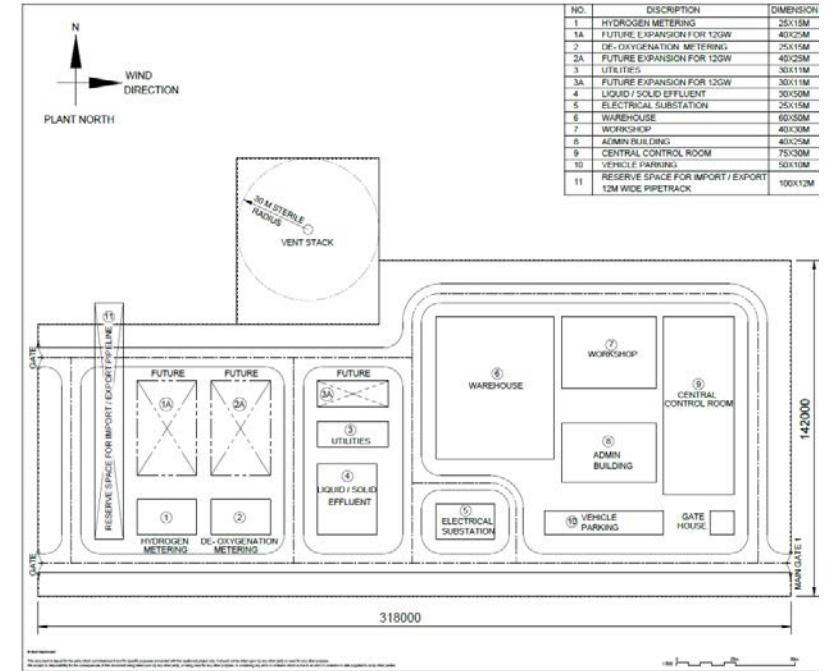 N
WIND
DIRECTION
PLANT NORTH
NO. DISCRIPTION DIMENSION
1 HYDROGEN METERING 25X15M
1A FUTURE EXPANSION FOR 12GW 40X25M
2 DE- OXYGENATION METERING 25X15M
2A FUTURE EXPANSION FOR 12GW 40X25M
3 UTILITIES 30X11M
3A FUTURE EXPANSION FOR 12GW 30X11M
4 LIQUID / SOLID EFFLUENT 30X50M
5 ELECTRICAL SUBSTATION 25X15M
6 WAREHOUSE 60X50M
7 WORKSHOP 40X30M
8 ADMIN BUILDING 40X25M
9 CENTRAL CONTROL ROOM 75X30M
10 VEHICLE PARKING 50X10M
11 RESERVE SPACE FOR IMPORT / EXPORT 100X12M
12M WIDE PIPETRACK
30 M STERILE
RADIUS
VENT STACK
11
RESERVE SPACE FOR IMPORT / EXPORT PIPELINE
GATE
FUTURE
1A
FUTURE
2A
FUTURE
3A
3
UTILITIES
4
LIQUID / SOLID
EFFLUENT
1
HYDROGEN
METERING
2
DE- OXYGENATION
METERING
6
WAREHOUSE
7
WORKSHOP
8
ADMIN
BUILDING
9
CENTRAL
CONTROL ROOM
5
ELECTRICAL
SUBSTATION
10 VEHICLE
PARKING
GATE
HOUSE
GATE
MAIN GATE 1
142000
318000